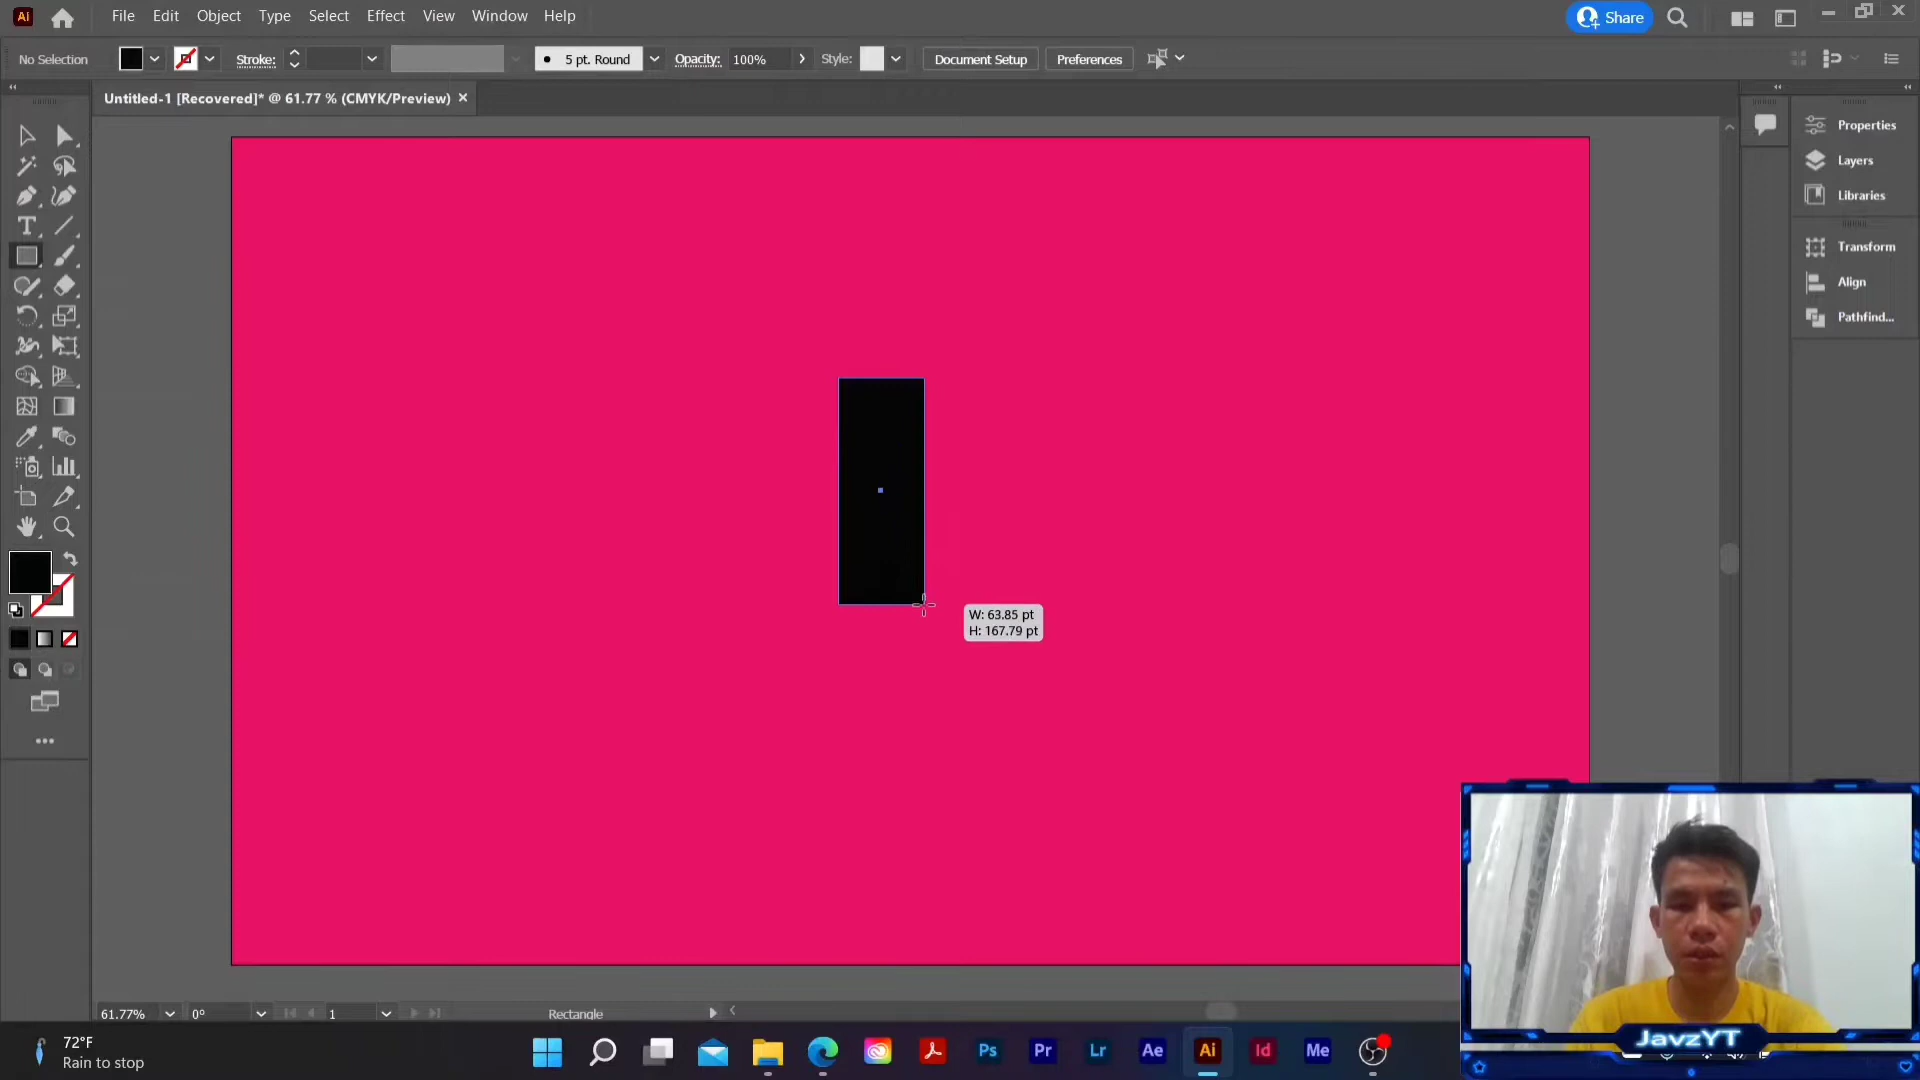 Ai File Edit Object Type Select Effect View Window Help Share
No Selection Stroke: 5 pt. Round Opacity: 100% Style: Document Setup Preferences
Untitled-1 [Recovered]* @ 61.77 % (CMYK/Preview)
Properties
Layers
Libraries
Transform
Align
Pathfind...
W: 63.85 pt
H: 167.79 pt
61.77% 0° 1 Rectangle
72°F
Rain to stop
Ps Pr Lr Ae Ai Id Me
JavzYT